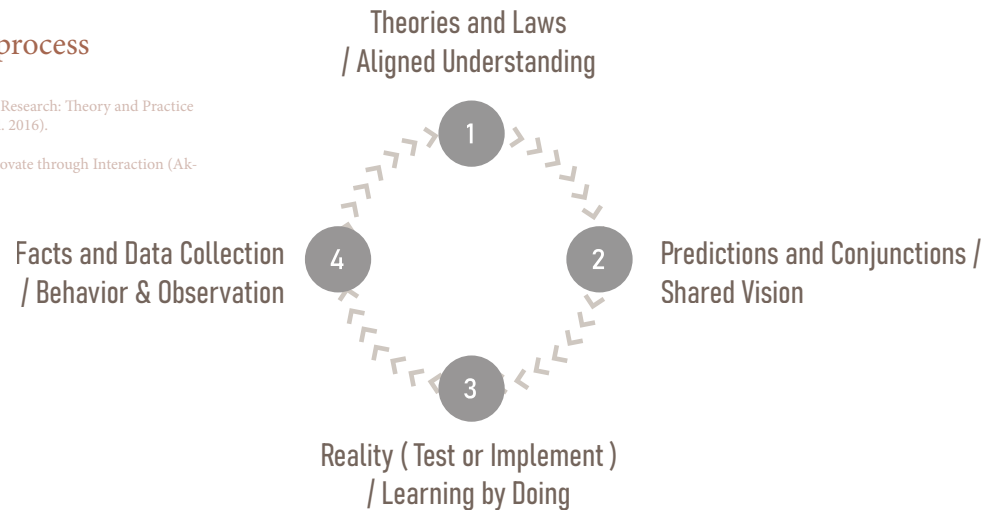 process
Research: Theory and Practice
. 2016).
ovate through Interaction (Ak-
Theories and Laws
/ Aligned Understanding
1
2
Predictions and Conjunctions /
Shared Vision
3
Reality ( Test or Implement )
/ Learning by Doing
4
Facts and Data Collection
/ Behavior & Observation